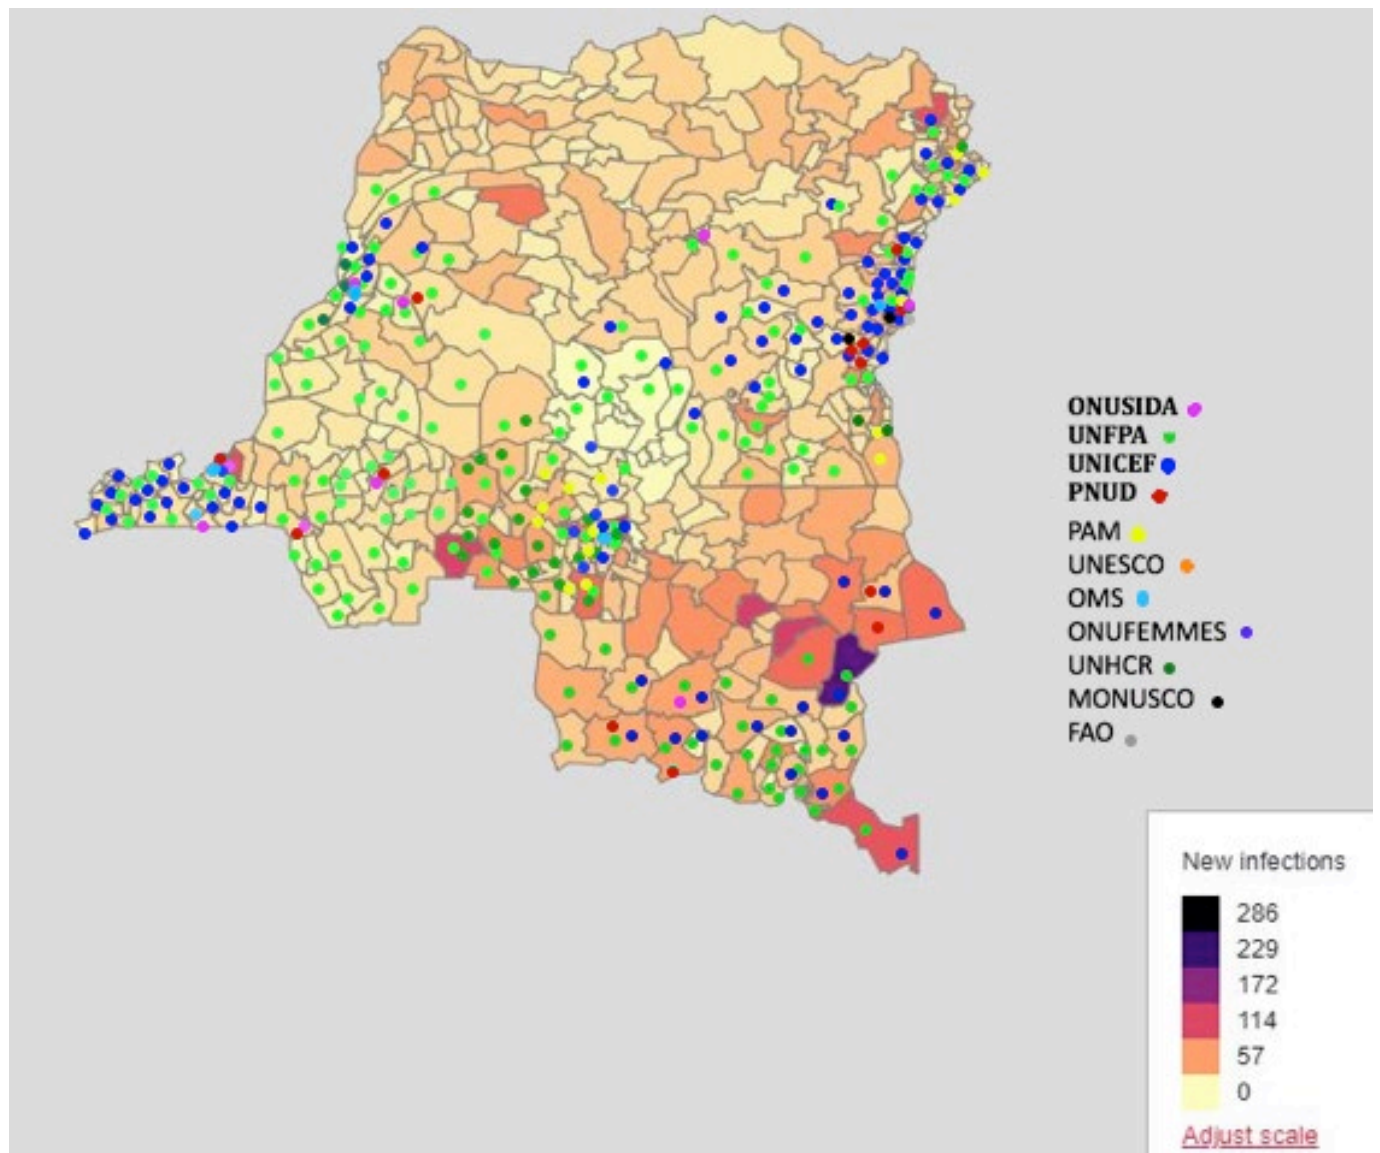 ONUSIDA
UNFPA
UNICEF
PNUD
PAM
UNESCO
OMS
ONUFEMMES
UNHCR
MONUSCO
FAO
New infections
286
229
172
114
57
0
Adjust scale